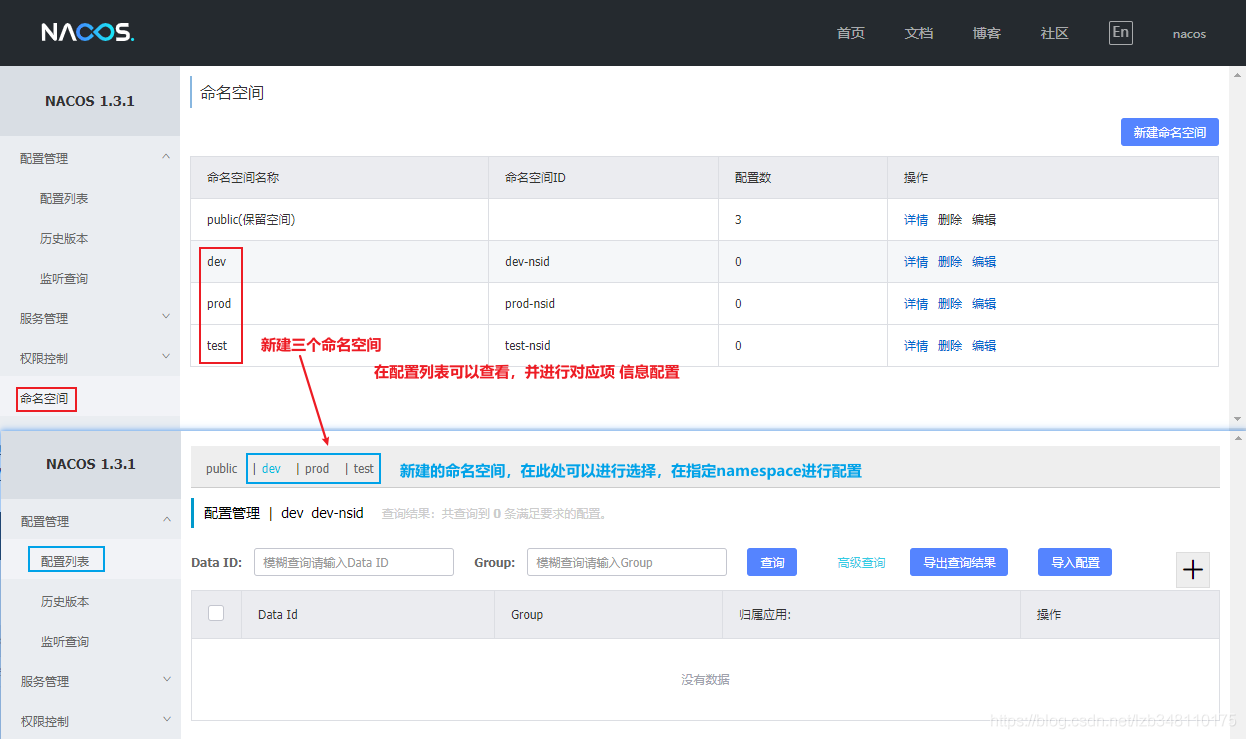 NACOS.
首页 文档 博客 社区 En nacos
NACOS 1.3.1
配置管理
配置列表
历史版本
监听查询
服务管理
权限控制
命名空间
命名空间
新建命名空间
命名空间名称 命名空间ID 配置数 操作
public(保留空间) 3 详情 删除 编辑
dev dev-nsid 0 详情 删除 编辑
prod prod-nsid 0 详情 删除 编辑
test test-nsid 0 详情 删除 编辑
新建三个命名空间
在配置列表可以查看，并进行对应项 信息配置
NACOS 1.3.1
配置管理
配置列表
历史版本
监听查询
服务管理
权限控制
public | dev | prod | test 新建的命名空间，在此处可以进行选择，在指定namespace进行配置
配置管理 | dev dev-nsid 查询结果：共查询到 0 条满足要求的配置。
Data ID: 模糊查询请输入Data ID Group: 模糊查询请输入Group 查询 高级查询 导出查询结果 导入配置 +
Data Id Group 归属应用: 操作
没有数据
https://blog.csdn.net/lzb348110175